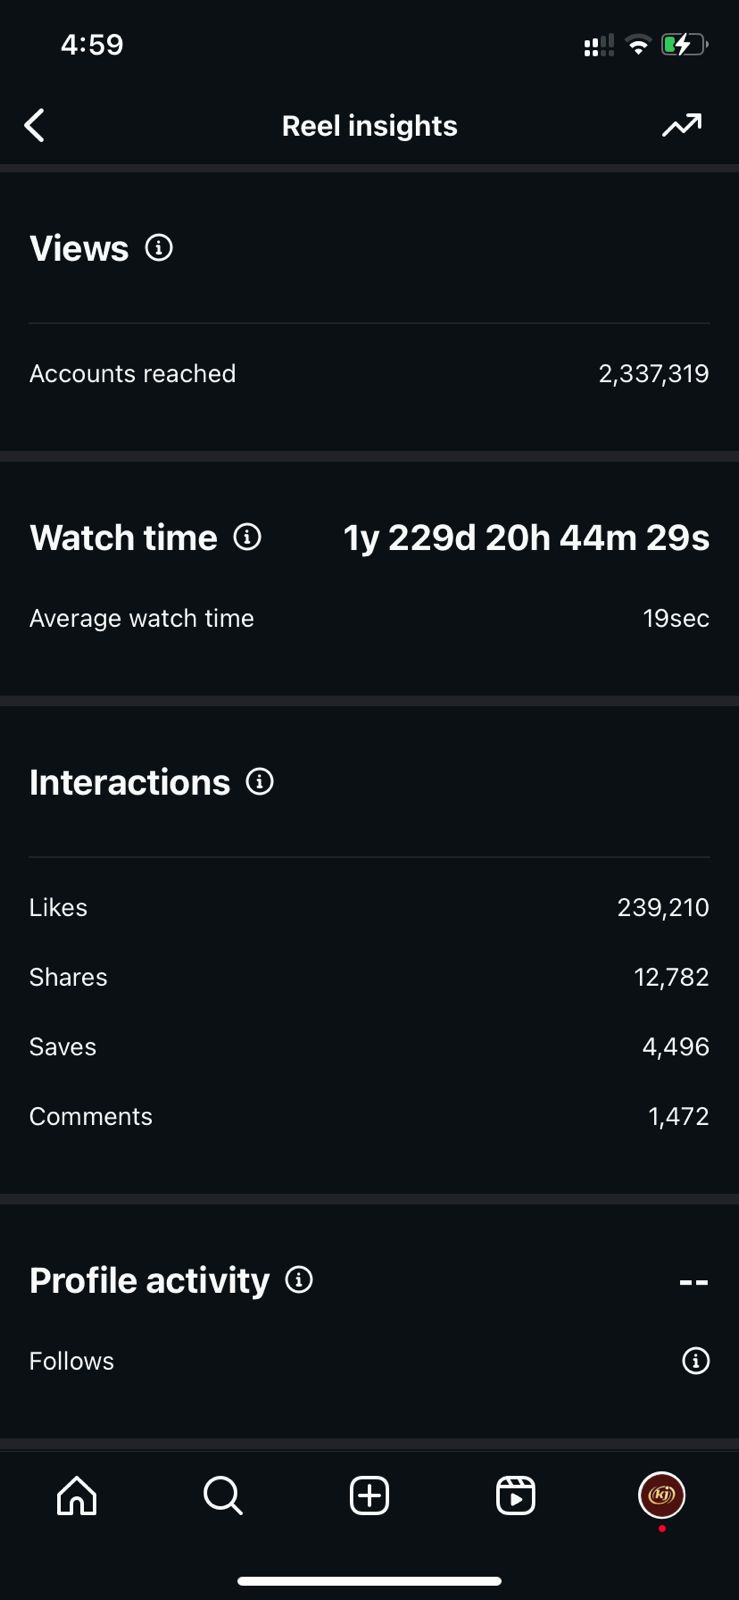 4:59
Reel insights
Views
Accounts reached 2,337,319
Watch time 1y 229d 20h 44m 29s
Average watch time 19sec
Interactions
Likes 239,210
Shares 12,782
Saves 4,496
Comments 1,472
Profile activity --
Follows
kj